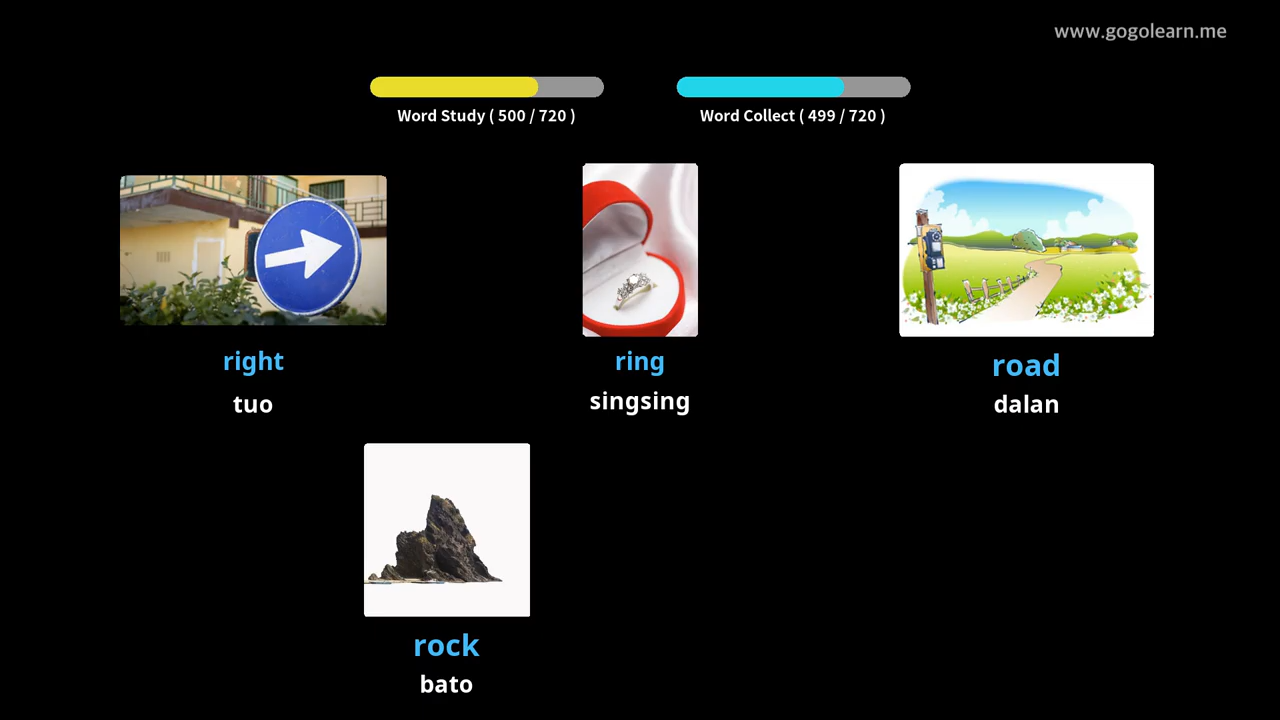 www.gogolearn.me
Word Study ( 500 / 720 )
Word Collect ( 499 / 720 )
right
tuo
ring
singsing
road
dalan
rock
bato